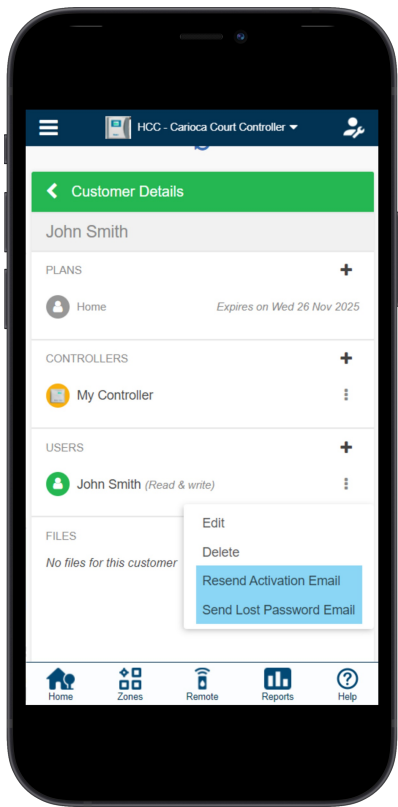 HCC - Carioca Court Controller
Customer Details
John Smith
PLANS
Home Expires on Wed 26 Nov 2025
CONTROLLERS
My Controller
USERS
John Smith (Read & write)
Edit
FILES
Delete
No files for this customer
Resend Activation Email
Send Lost Password Email
Home Zones Remote Reports Help